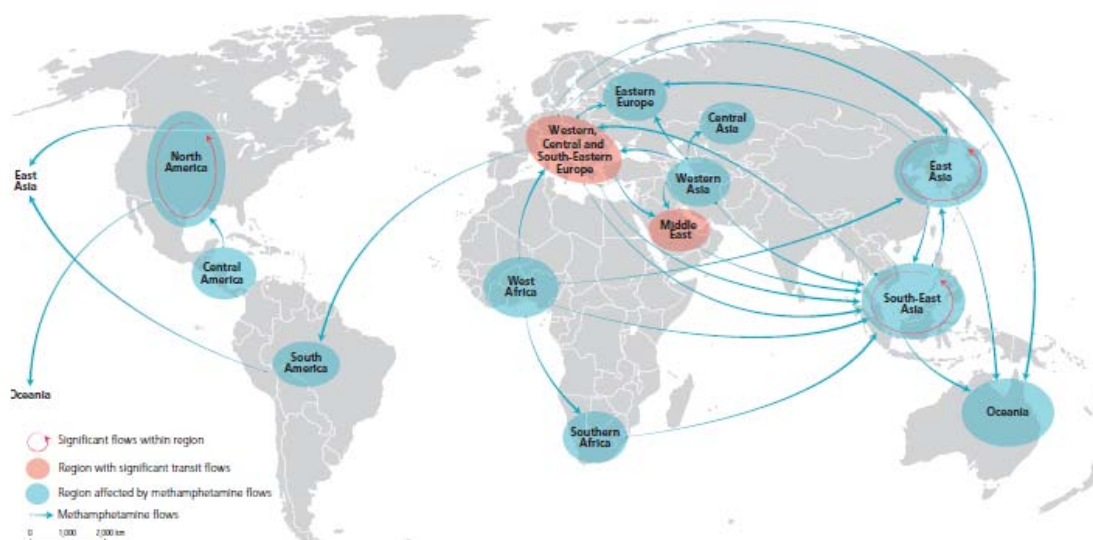 Eastern
Europe
Central
Asia
Western,
Central and
South-Eastern
Europe
North
America
East
Asia
East
Asia
Western
Asia
Middle
East
Central
America
West
Africa
South-East
Asia
South
America
Oceania
Oceania
Southern
Africa
Significant flows within region
Region with significant transit flows
Region affected by methamphetamine flows
Methamphetamine flows
0 1,000 2,000 km